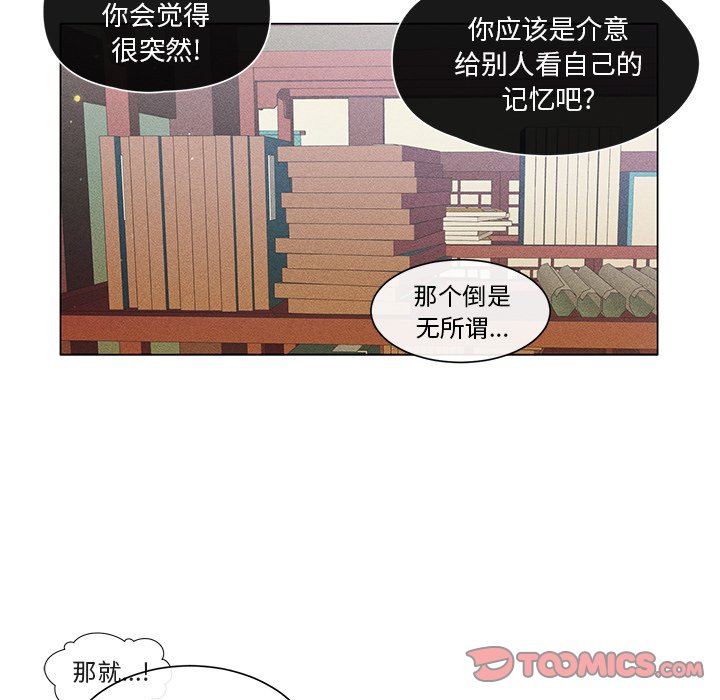 你会觉得
很突然!
你应该是介意
给别人看自己的
记忆吧?
那个倒是
无所谓...
那就...!
TOOMICS.COM